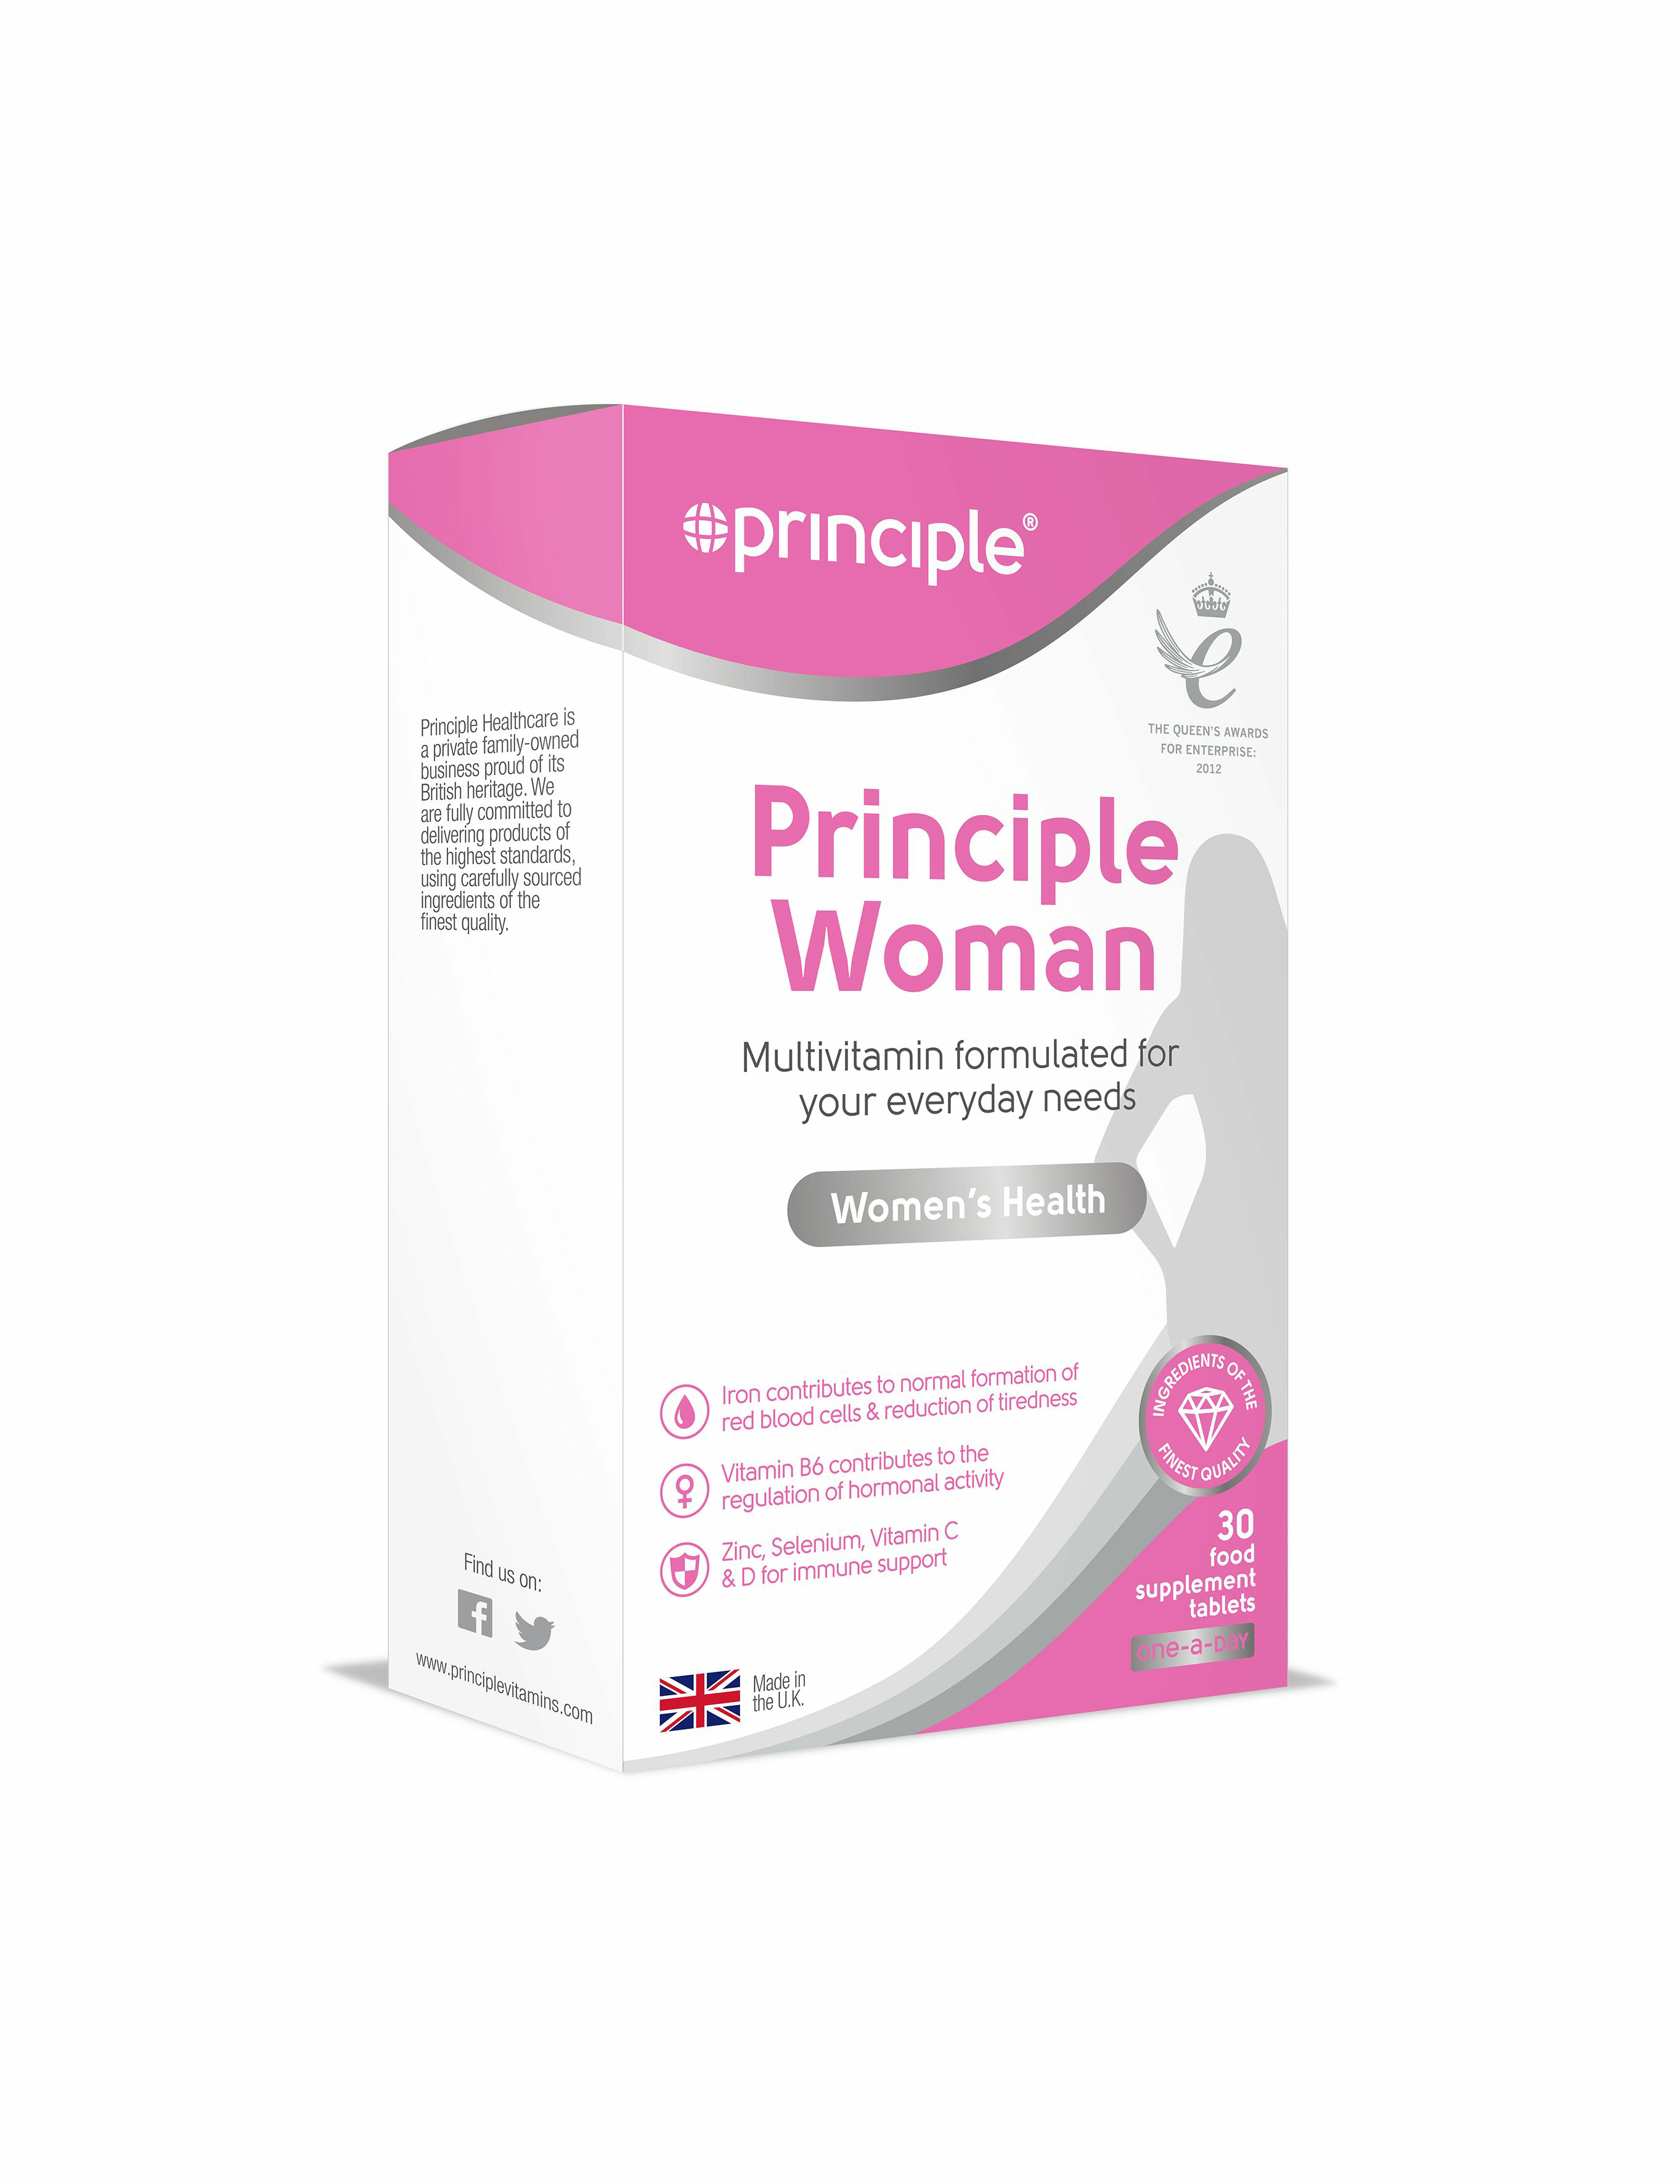 principle®
THE QUEEN'S AWARDS
FOR ENTERPRISE:
2012
Principle
Woman
Multivitamin formulated for
your everyday needs
Women's Health
Iron contributes to normal formation of
red blood cells & reduction of tiredness
Vitamin B6 contributes to the
regulation of hormonal activity
Zinc, Selenium, Vitamin C
& D for immune support
INGREDIENTS OF THE
FINEST QUALITY
30
food
supplement
tablets
one-a-DaY
Made in
the U.K.
Principle Healthcare is
a private family-owned
business proud of its
British heritage. We
are fully committed to
delivering products of
the highest standards,
using carefully sourced
ingredients of the
finest quality.
Find us on:
www.principlevitamins.com